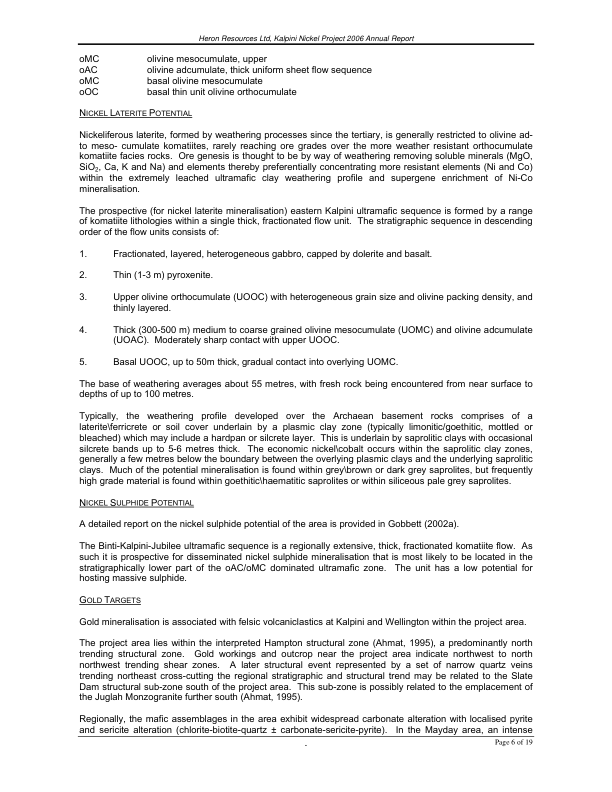 Heron Resources Ltd, Kalpini Nickel Project 2006 Annual Report
oMC olivine mesocumulate, upper
oAC olivine adcumulate, thick uniform sheet flow sequence
oMC basal olivine mesocumulate
oOC basal thin unit olivine orthocumulate
NICKEL LATERITE POTENTIAL
Nickeliferous laterite, formed by weathering processes since the tertiary, is generally restricted to olivine ad-
to meso- cumulate komatiites, rarely reaching ore grades over the more weather resistant orthocumulate
komatiite facies rocks. Ore genesis is thought to be by way of weathering removing soluble minerals (MgO,
SiO2, Ca, K and Na) and elements thereby preferentially concentrating more resistant elements (Ni and Co)
within the extremely leached ultramafic clay weathering profile and supergene enrichment of Ni-Co
mineralisation.
The prospective (for nickel laterite mineralisation) eastern Kalpini ultramafic sequence is formed by a range
of komatiite lithologies within a single thick, fractionated flow unit. The stratigraphic sequence in descending
order of the flow units consists of:
1. Fractionated, layered, heterogeneous gabbro, capped by dolerite and basalt.
2. Thin (1-3 m) pyroxenite.
3. Upper olivine orthocumulate (UOOC) with heterogeneous grain size and olivine packing density, and
thinly layered.
4. Thick (300-500 m) medium to coarse grained olivine mesocumulate (UOMC) and olivine adcumulate
(UOAC). Moderately sharp contact with upper UOOC.
5. Basal UOOC, up to 50m thick, gradual contact into overlying UOMC.
The base of weathering averages about 55 metres, with fresh rock being encountered from near surface to
depths of up to 100 metres.
Typically, the weathering profile developed over the Archaean basement rocks comprises of a
laterite\ferricrete or soil cover underlain by a plasmic clay zone (typically limonitic/goethitic, mottled or
bleached) which may include a hardpan or silcrete layer. This is underlain by saprolitic clays with occasional
silcrete bands up to 5-6 metres thick. The economic nickel\cobalt occurs within the saprolitic clay zones,
generally a few metres below the boundary between the overlying plasmic clays and the underlying saprolitic
clays. Much of the potential mineralisation is found within grey\brown or dark grey saprolites, but frequently
high grade material is found within goethitic\haematitic saprolites or within siliceous pale grey saprolites.
NICKEL SULPHIDE POTENTIAL
A detailed report on the nickel sulphide potential of the area is provided in Gobbett (2002a).
The Binti-Kalpini-Jubilee ultramafic sequence is a regionally extensive, thick, fractionated komatiite flow. As
such it is prospective for disseminated nickel sulphide mineralisation that is most likely to be located in the
stratigraphically lower part of the oAC/oMC dominated ultramafic zone. The unit has a low potential for
hosting massive sulphide.
GOLD TARGETS
Gold mineralisation is associated with felsic volcaniclastics at Kalpini and Wellington within the project area.
The project area lies within the interpreted Hampton structural zone (Ahmat, 1995), a predominantly north
trending structural zone. Gold workings and outcrop near the project area indicate northwest to north
northwest trending shear zones. A later structural event represented by a set of narrow quartz veins
trending northeast cross-cutting the regional stratigraphic and structural trend may be related to the Slate
Dam structural sub-zone south of the project area. This sub-zone is possibly related to the emplacement of
the Juglah Monzogranite further south (Ahmat, 1995).
Regionally, the mafic assemblages in the area exhibit widespread carbonate alteration with localised pyrite
and sericite alteration (chlorite-biotite-quartz ± carbonate-sericite-pyrite). In the Mayday area, an intense
. Page 6 of 19